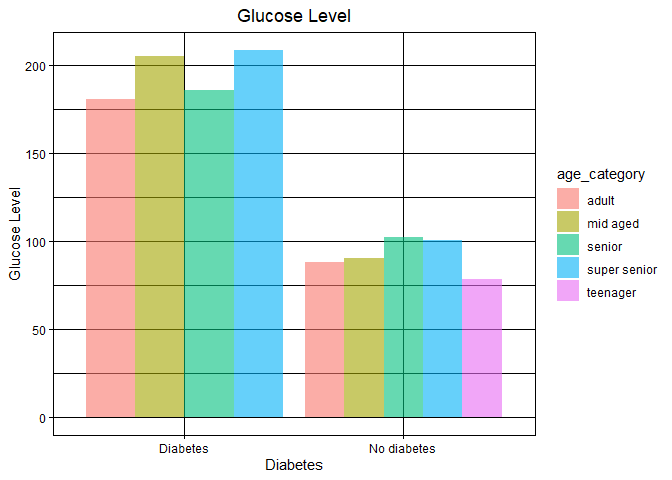 Glucose Level
200
150
100
50
0
Glucose Level
Diabetes
No diabetes
Diabetes
age_category
adult
mid aged
senior
super senior
teenager